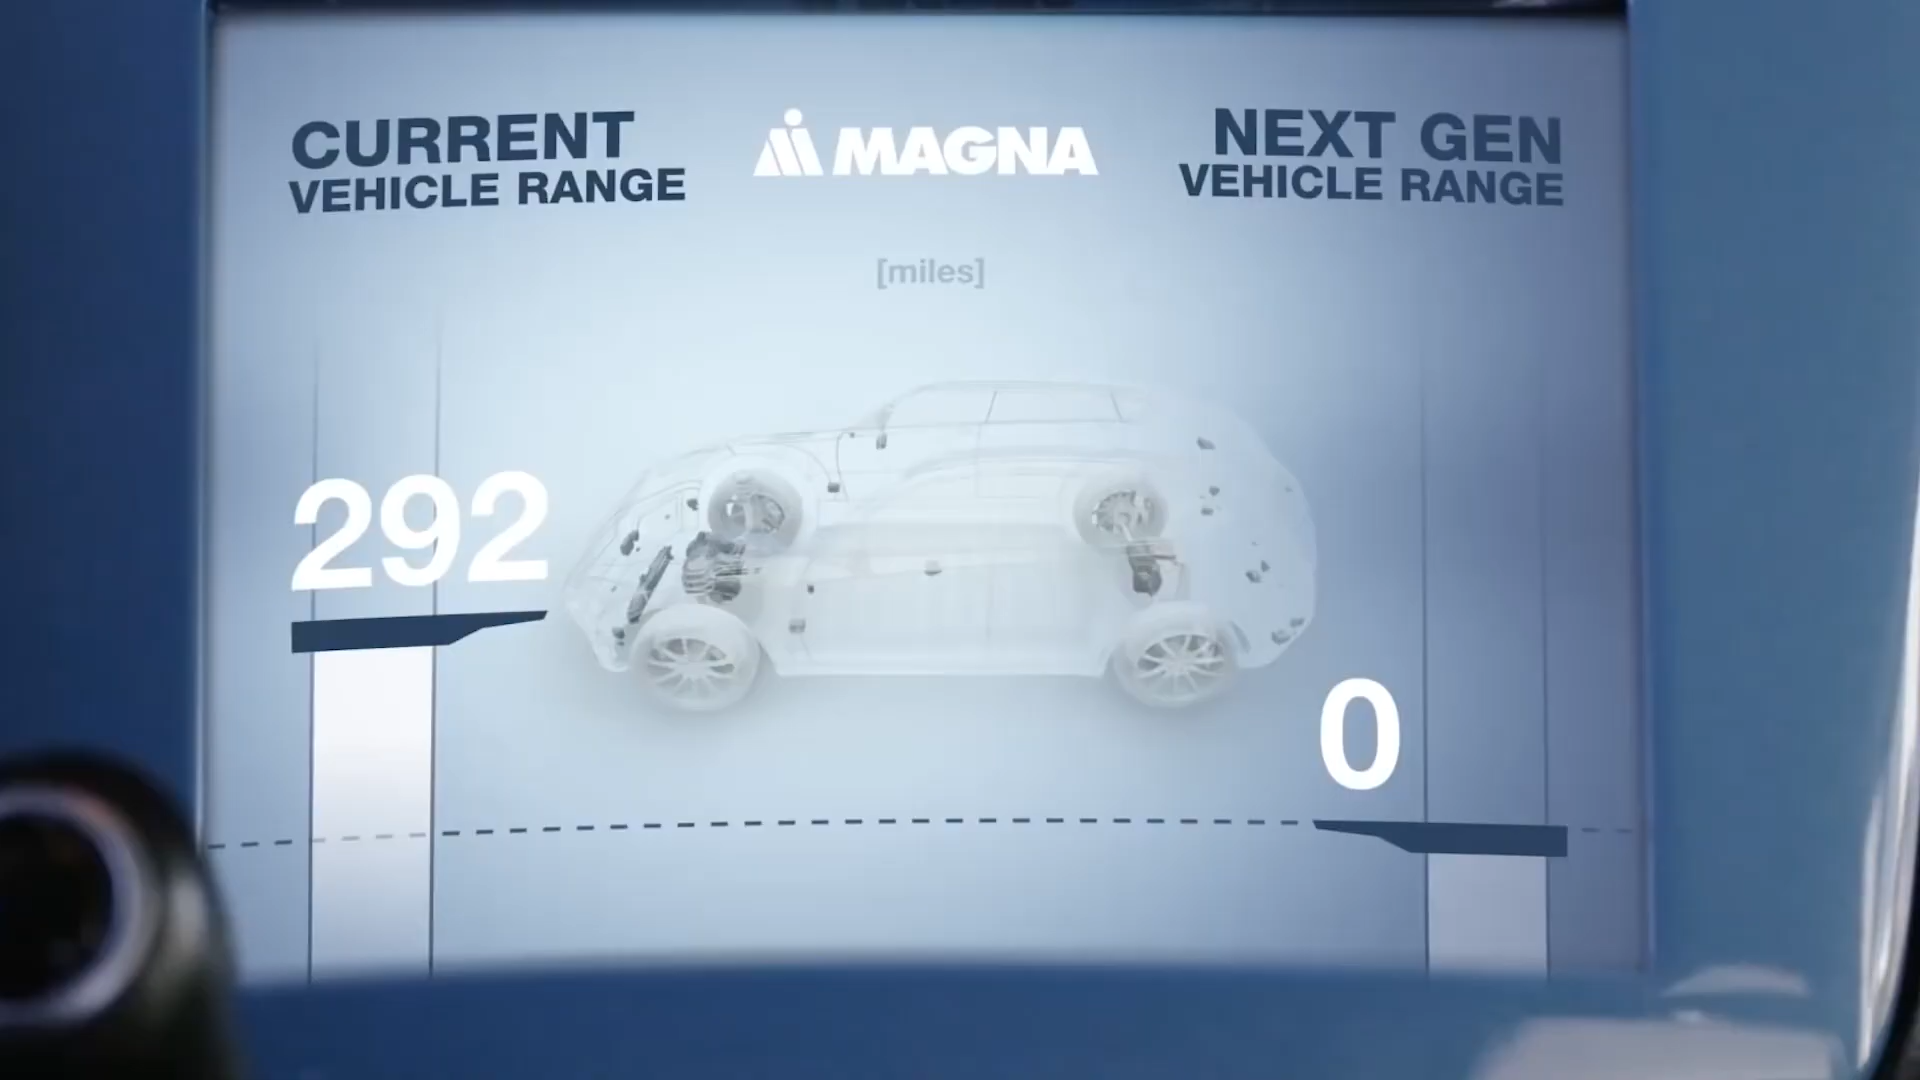 CURRENT
VEHICLE RANGE
MAGNA
NEXT GEN
VEHICLE RANGE
[miles]
292
0